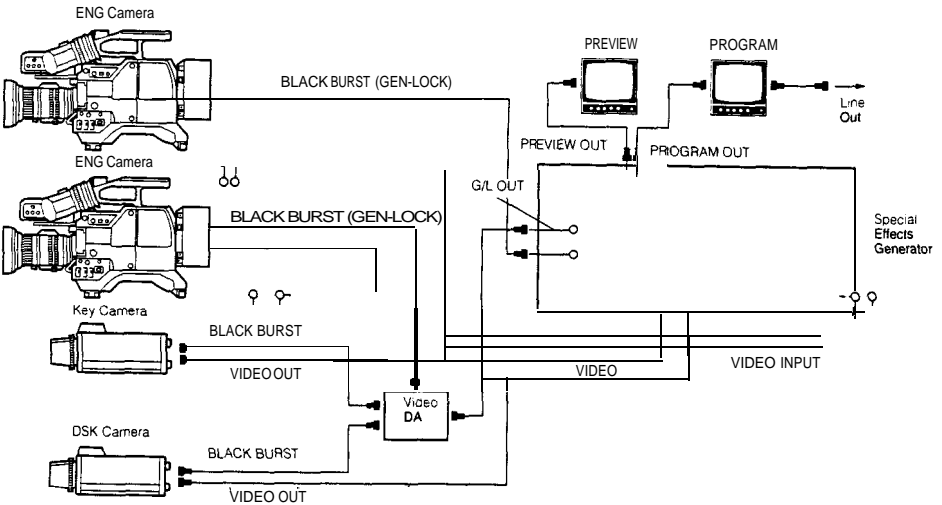 ENG Camera
BLACK BURST (GEN-LOCK)
PREVIEW
PROGRAM
Line
Out
PREVIEW OUT
PROGRAM OUT
ENG Camera
G/L OUT
BLACK BURST (GEN-LOCK)
Special
Effects
Generator
Key Camera
BLACK BURST
VIDEO OUT
VIDEO
VIDEO INPUT
Video
DA
DSK Camera
BLACK BURST
VIDEO OUT